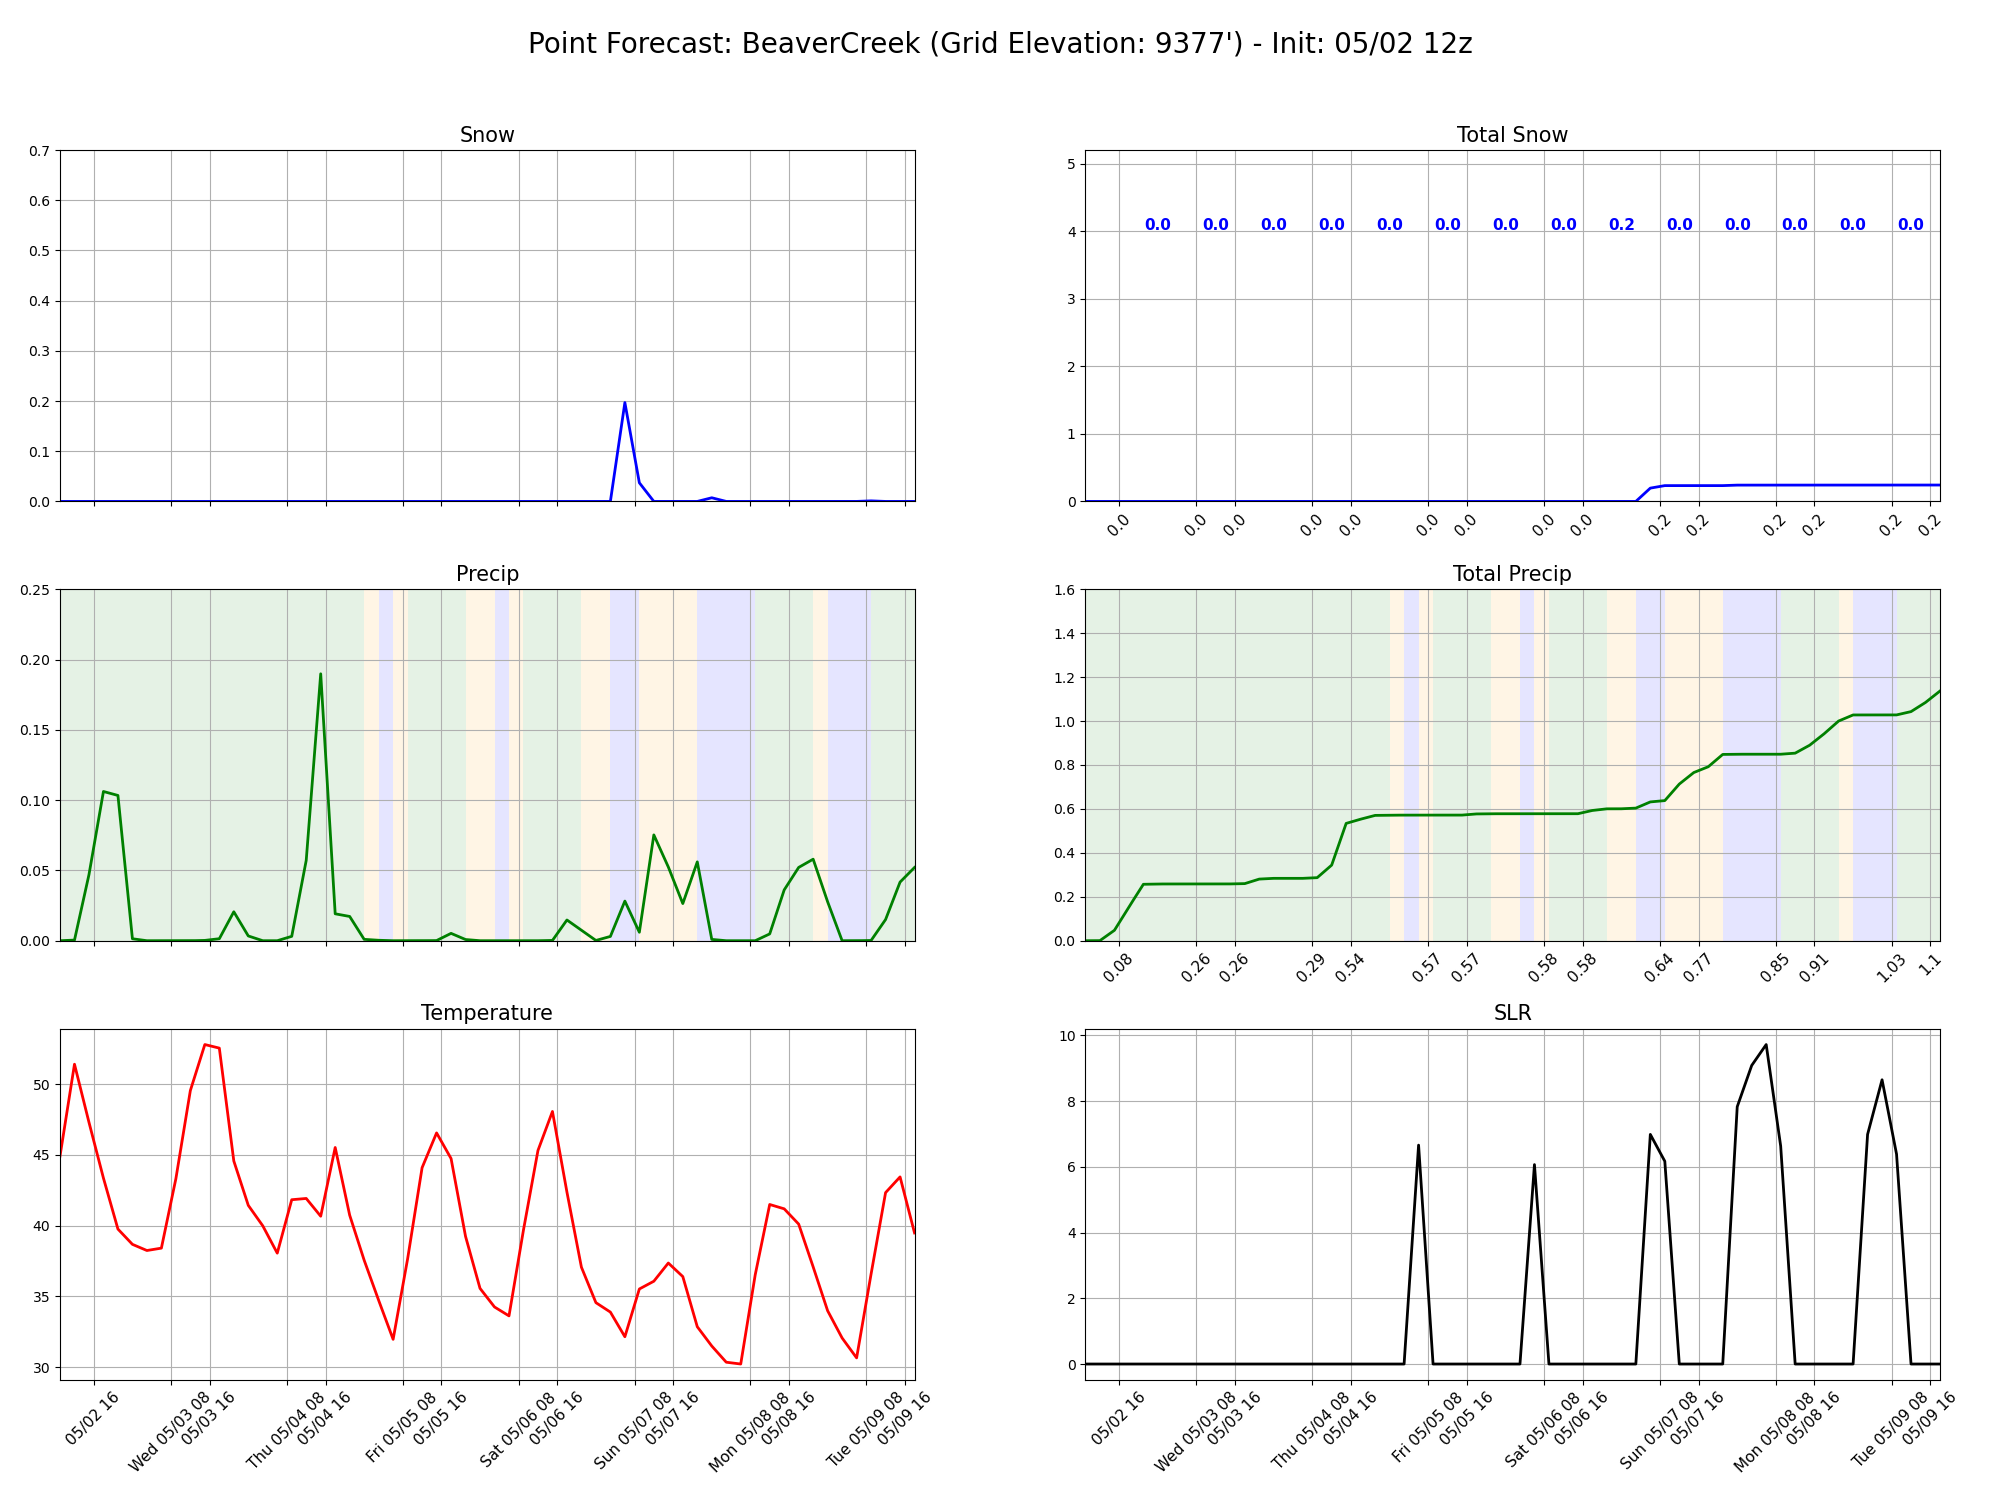 Point Forecast: BeaverCreek (Grid Elevation: 9377') - Init: 05/02 12z
Snow
0.7
0.6
0.5
0.4
0.3
0.2
0.1
0.0
Total Snow
5
4
3
2
1
0
0.0 0.0 0.0 0.0 0.0 0.0 0.0 0.0 0.2 0.0 0.0 0.0 0.0 0.0
0.0 0.0 0.0 0.0 0.0 0.0 0.0 0.0 0.0 0.2 0.2 0.2 0.2 0.2 0.2
Precip
0.25
0.20
0.15
0.10
0.05
0.00
Total Precip
1.6
1.4
1.2
1.0
0.8
0.6
0.4
0.2
0.0
0.08 0.26 0.26 0.29 0.54 0.57 0.57 0.58 0.58 0.64 0.77 0.85 0.91 1.03 1.1
Temperature
50
45
40
35
30
05/02 16
Wed 05/03 08
05/03 16
Thu 05/04 08
05/04 16
Fri 05/05 08
05/05 16
Sat 05/06 08
05/06 16
Sun 05/07 08
05/07 16
Mon 05/08 08
05/08 16
Tue 05/09 08
05/09 16
SLR
10
8
6
4
2
0
05/02 16
Wed 05/03 08
05/03 16
Thu 05/04 08
05/04 16
Fri 05/05 08
05/05 16
Sat 05/06 08
05/06 16
Sun 05/07 08
05/07 16
Mon 05/08 08
05/08 16
Tue 05/09 08
05/09 16